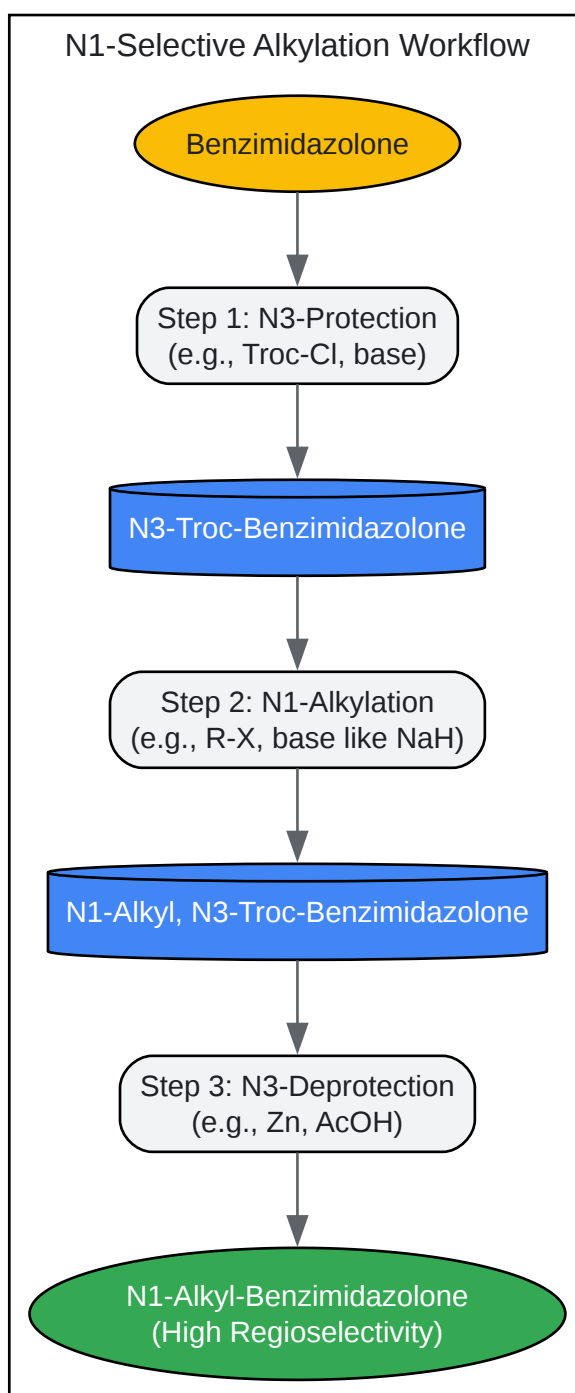 N1-Selective Alkylation Workflow
Benzimidazolone
Step 1: N3-Protection
(e.g., Troc-Cl, base)
N3-Troc-Benzimidazolone
Step 2: N1-Alkylation
(e.g., R-X, base like NaH)
N1-Alkyl, N3-Troc-Benzimidazolone
Step 3: N3-Deprotection
(e.g., Zn, AcOH)
N1-Alkyl-Benzimidazolone
(High Regioselectivity)